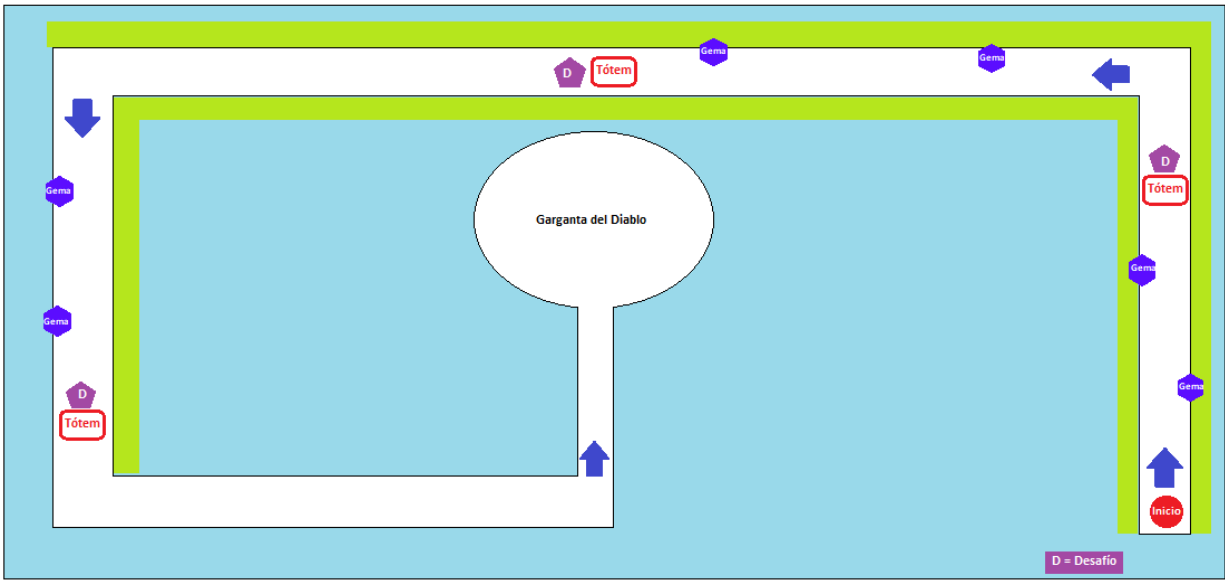 Gema
Gema
D
Tótem
D
Tótem
Gema
Garganta del Diablo
Gema
Gema
Gema
D
Tótem
Inicio
D = Desafío